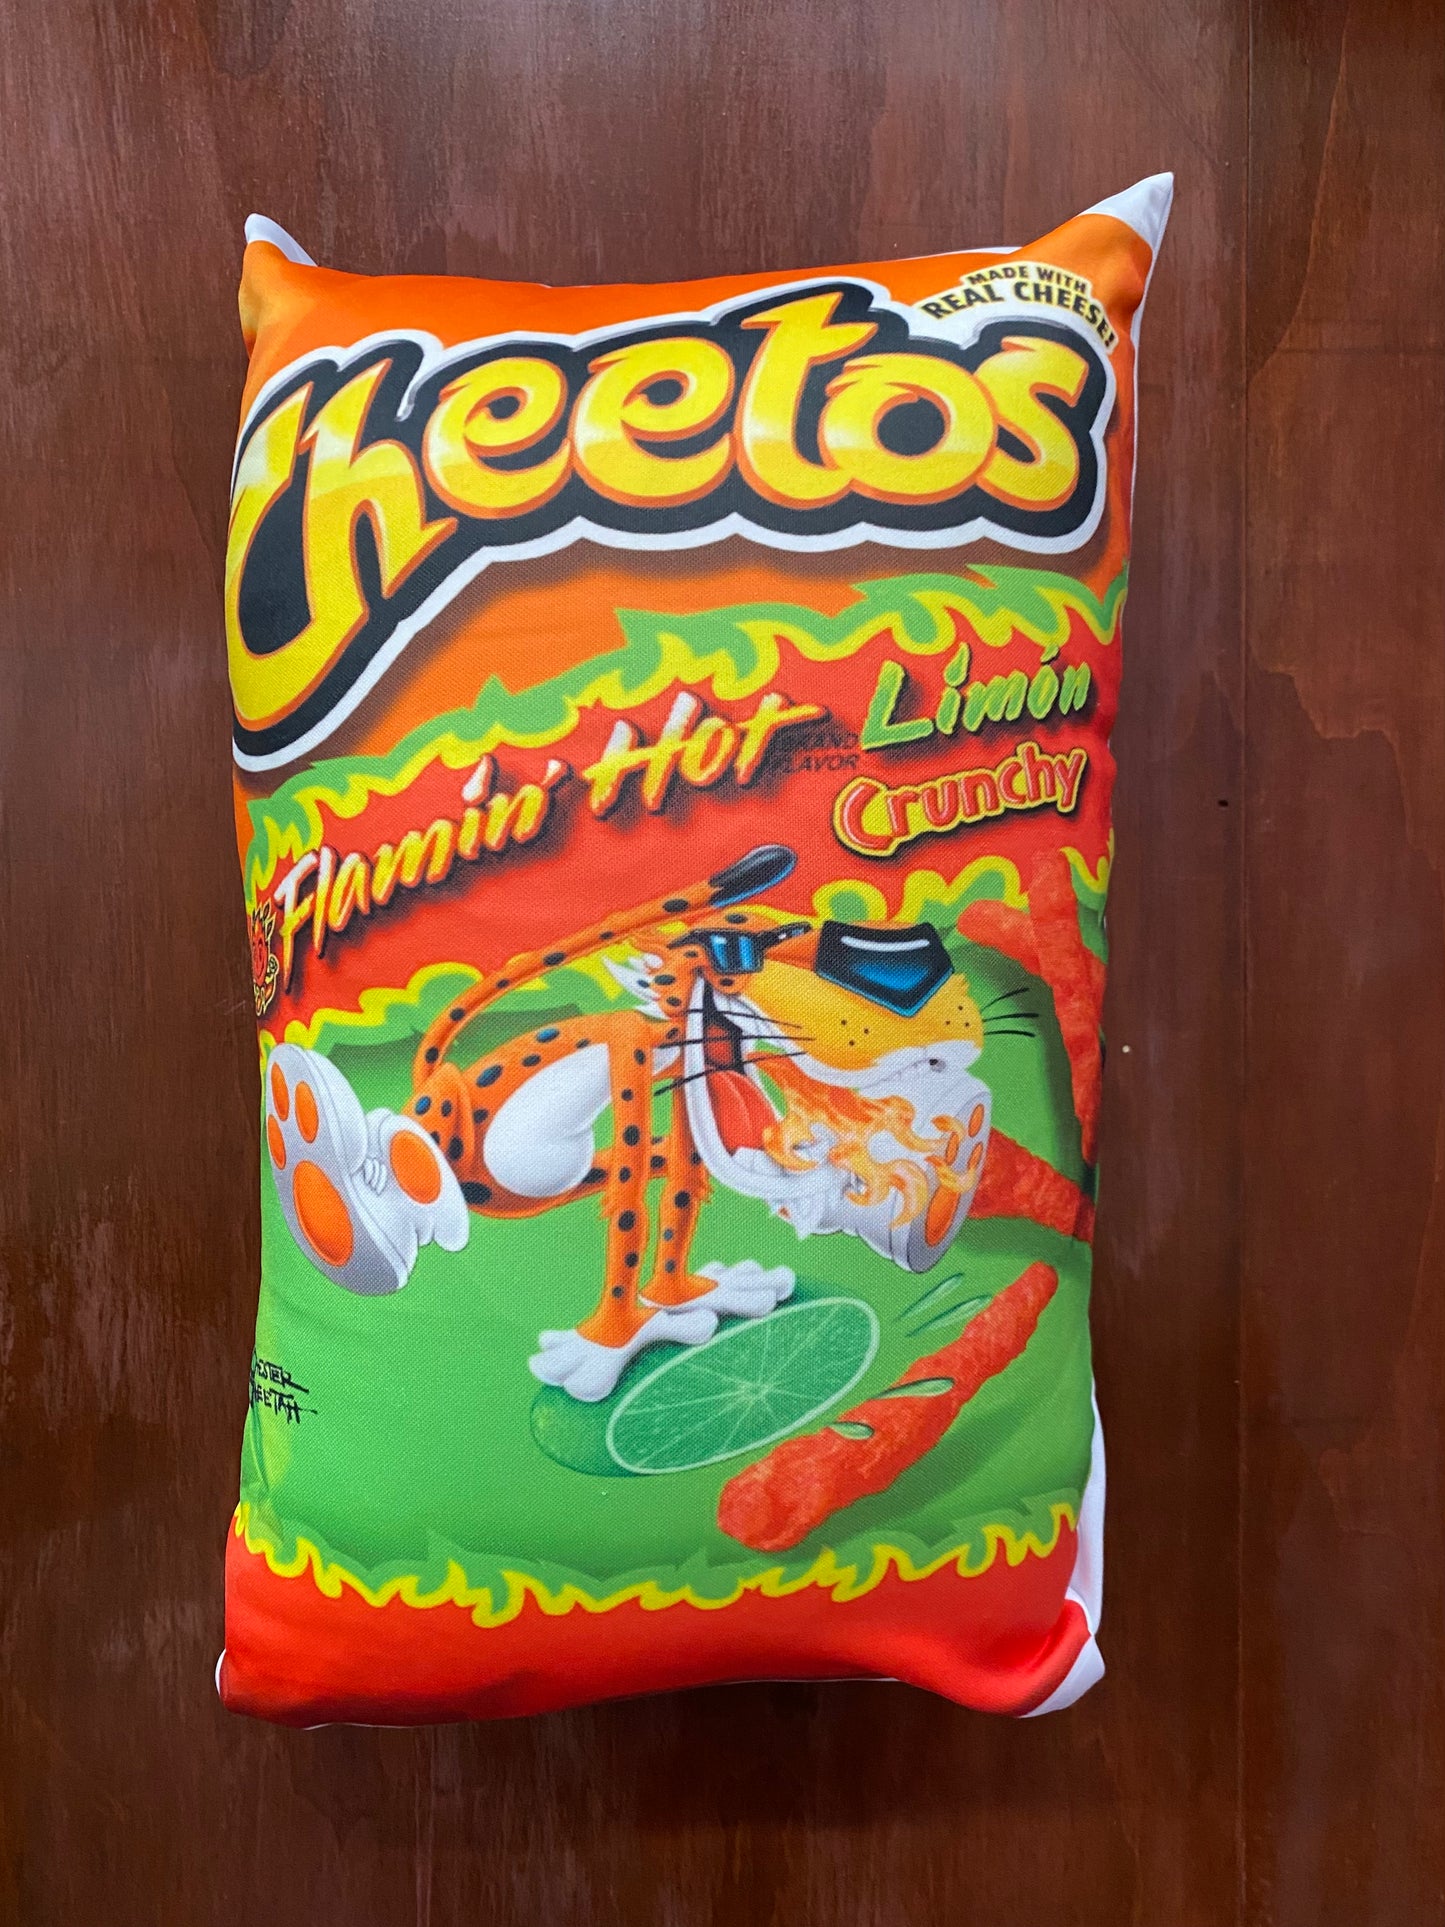 MADE WITH
REAL CHEESE!
Cheetos
Flamin' Hot
BRAND
FLAVOR
Limón
Crunchy